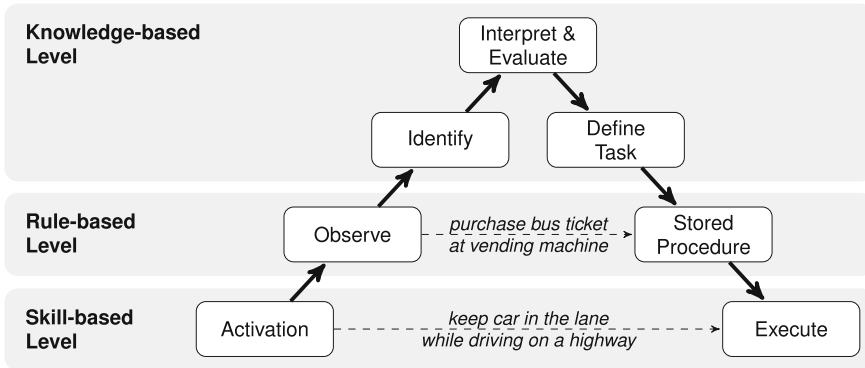 Knowledge-based
Level
Interpret &
Evaluate
Identify
Define
Task
Rule-based
Level
Observe
purchase bus ticket
at vending machine
Stored
Procedure
Skill-based
Level
Activation
keep car in the lane
while driving on a highway
Execute